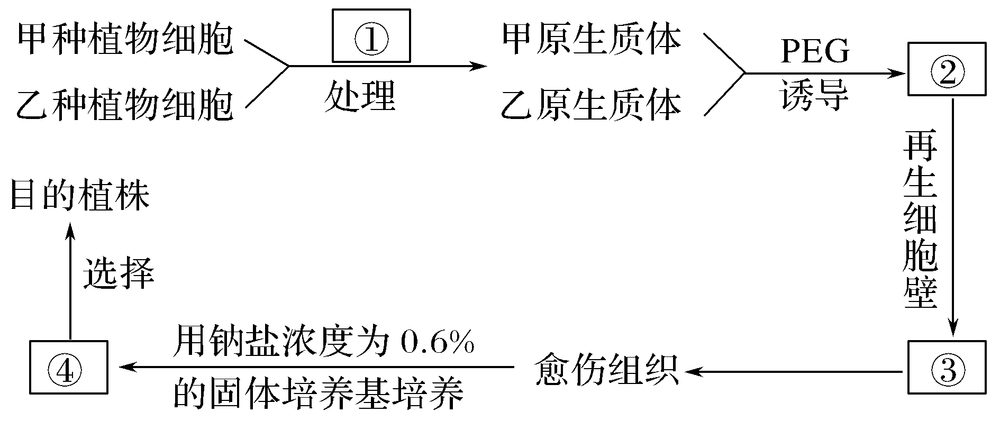 甲种植物细胞
乙种植物细胞
①
处理
甲原生质体
乙原生质体
PEG
诱导
②
再生细胞壁
③
愈伤组织
用钠盐浓度为 0.6%
的固体培养基培养
④
选择
目的植株